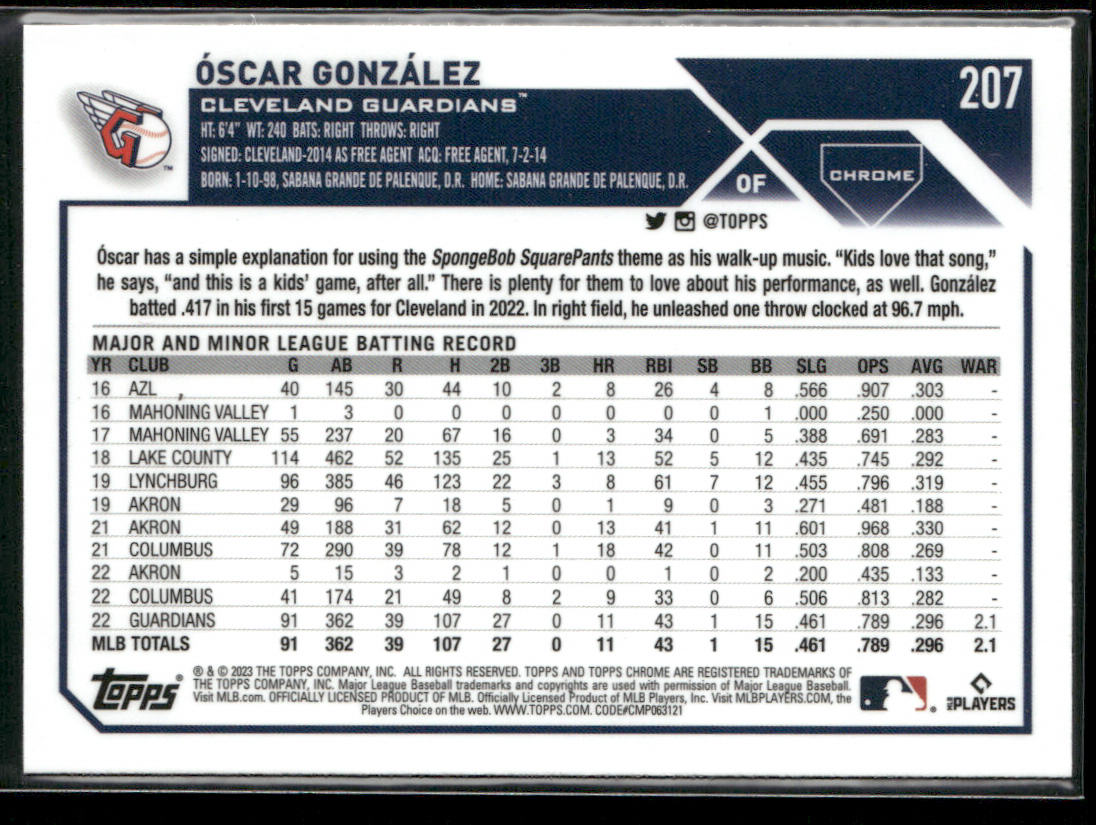 ÓSCAR GONZÁLEZ
207
CLEVELAND GUARDIANS™
HT: 6'4" WT: 240 BATS: RIGHT THROWS: RIGHT
SIGNED: CLEVELAND-2014 AS FREE AGENT ACQ: FREE AGENT, 7-2-14
BORN: 1-10-98, SABANA GRANDE DE PALENQUE, D.R. HOME: SABANA GRANDE DE PALENQUE, D.R.
OF
CHROME
@TOPPS
Óscar has a simple explanation for using the SpongeBob SquarePants theme as his walk-up music. “Kids love that song,”
he says, “and this is a kids’ game, after all.” There is plenty for them to love about his performance, as well. González
batted .417 in his first 15 games for Cleveland in 2022. In right field, he unleashed one throw clocked at 96.7 mph.
MAJOR AND MINOR LEAGUE BATTING RECORD
YR CLUB G AB R H 2B 3B HR RBI SB BB SLG OPS AVG WAR
16 AZL 40 145 30 44 10 2 8 26 4 8 .566 .907 .303 -
16 MAHONING VALLEY 1 3 0 0 0 0 0 0 0 1 .000 .250 .000 -
17 MAHONING VALLEY 55 237 20 67 16 0 3 34 0 5 .388 .691 .283 -
18 LAKE COUNTY 114 462 52 135 25 1 13 52 5 12 .435 .745 .292 -
19 LYNCHBURG 96 385 46 123 22 3 8 61 7 12 .455 .796 .319 -
19 AKRON 29 96 7 18 5 0 1 9 0 3 .271 .481 .188 -
21 AKRON 49 188 31 62 12 0 13 41 1 11 .601 .968 .330 -
21 COLUMBUS 72 290 39 78 12 1 18 42 0 11 .503 .808 .269 -
22 AKRON 5 15 3 2 1 0 0 1 0 2 .200 .435 .133 -
22 COLUMBUS 41 174 21 49 8 2 9 33 0 6 .506 .813 .282 -
22 GUARDIANS 91 362 39 107 27 0 11 43 1 15 .461 .789 .296 2.1
MLB TOTALS 91 362 39 107 27 0 11 43 1 15 .461 .789 .296 2.1
topps®
® & © 2023 THE TOPPS COMPANY, INC. ALL RIGHTS RESERVED. TOPPS AND TOPPS CHROME ARE REGISTERED TRADEMARKS OF
THE TOPPS COMPANY, INC. Major League Baseball trademarks and copyrights are used with permission of Major League Baseball.
Visit MLB.com. OFFICIALLY LICENSED PRODUCT OF MLB. Officially Licensed Product of MLB Players, Inc. Visit MLBPLAYERS.COM, the
Players Choice on the web. WWW.TOPPS.COM. CODE#CMP063121
MLB PLAYERS